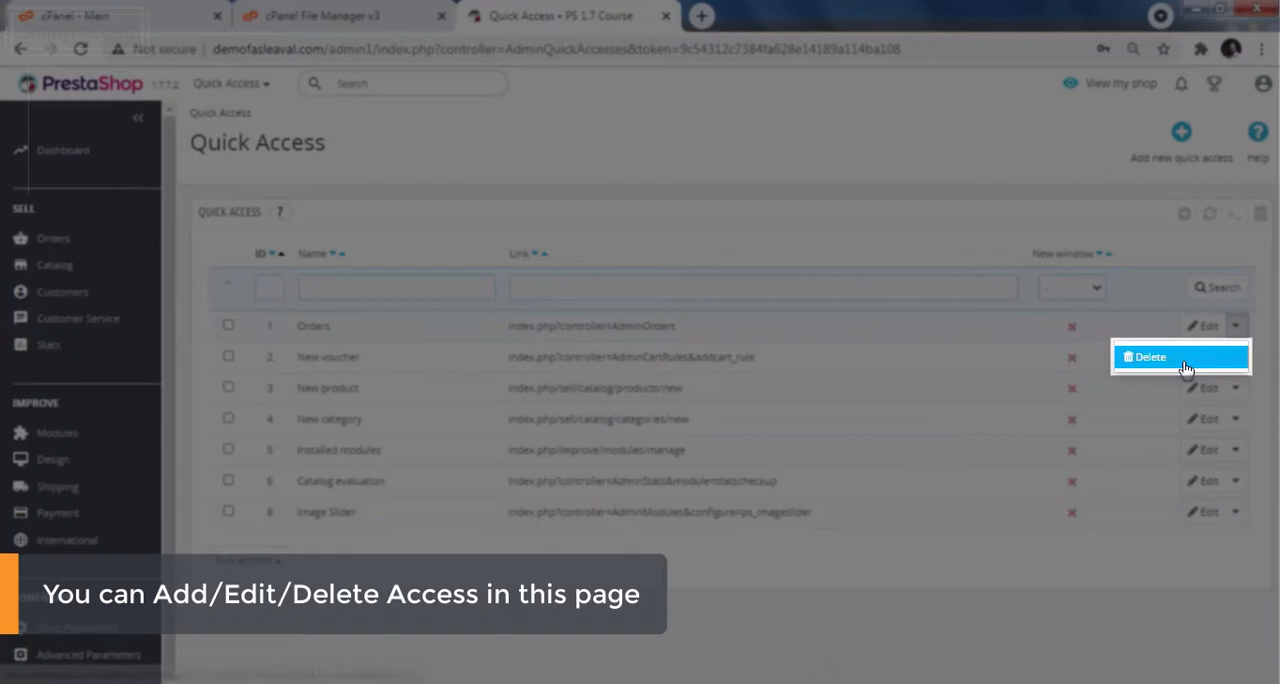 cPanel - Main
cPanel File Manager v3
Quick Access • PS 1.7 Course
Not secure
demofasleaval.com/admin1/index.php?controller=AdminQuickAccesses&token=9c54312c7384fa628e14189a114ba108
PrestaShop 1.7.7.2
Quick Access
Search
View my shop
Quick Access
Quick Access
Add new quick access
Help
Dashboard
SELL
Orders
Catalog
Customers
Customer Service
Stats
IMPROVE
Modules
Design
Shipping
Payment
International
Advanced Parameters
QUICK ACCESS 7
ID Name Link New window
-- - Search
1 Orders index.php?controller=AdminOrders Edit
2 New voucher index.php?controller=AdminCartRules&addcart_rule
Delete
3 New product index.php/sell/catalog/products/new Edit
4 New category index.php/sell/catalog/categories/new Edit
5 Installed modules index.php/improve/modules/manage Edit
6 Catalog evaluation index.php?controller=AdminStats&module=statscheckup Edit
8 Image Slider index.php?controller=AdminModules&configure=ps_imageslider Edit
Bulk actions
You can Add/Edit/Delete Access in this page